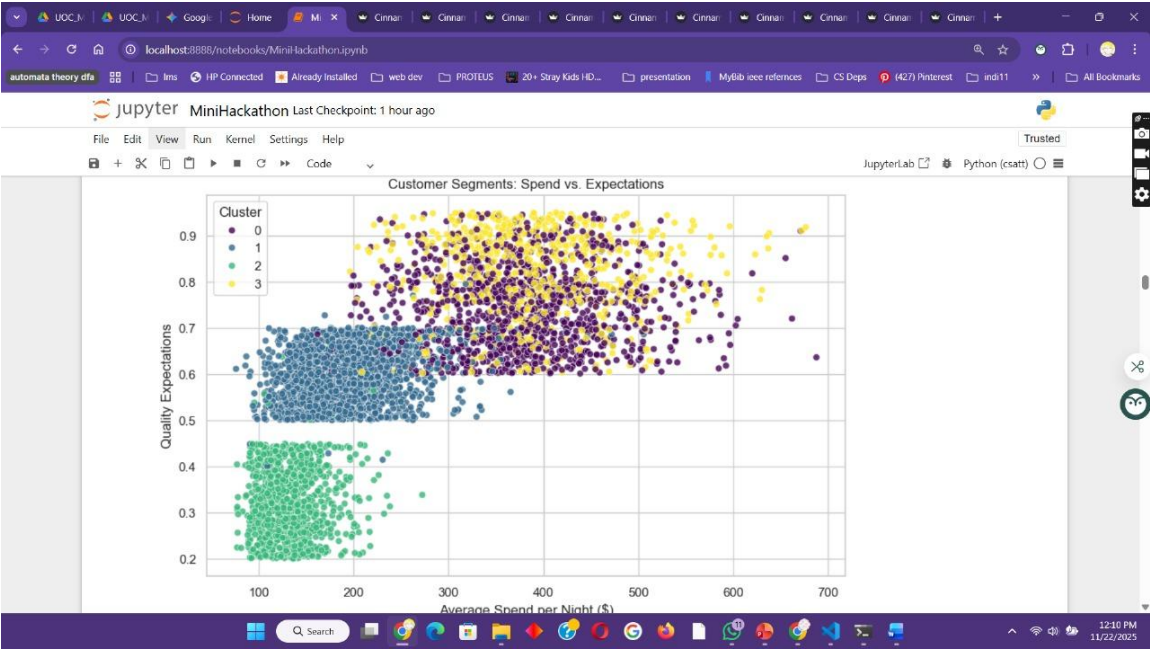 UOC_M
UOC_M
Google
Home
Mi
Cinnan
Cinnan
Cinnan
Cinnan
Cinnan
Cinnan
Cinnan
Cinnan
Cinnan
Cinnan
localhost:8888/notebooks/MiniHackathon.ipynb
automata theory dfa
lms
HP Connected
Already Installed
web dev
PROTEUS
20+ Stray Kids HD...
presentation
MyBib ieee refernces
CS Deps
(427) Pinterest
indi11
»
All Bookmarks
jupyter MiniHackathon Last Checkpoint: 1 hour ago
File Edit View Run Kernel Settings Help
Trusted
Code
JupyterLab
Python (csatt)
Customer Segments: Spend vs. Expectations
Cluster
0
1
2
3
Quality Expectations
0.9
0.8
0.7
0.6
0.5
0.4
0.3
0.2
100 200 300 400 500 600 700
Average Spend per Night ($)
Search
11
12:10 PM
11/22/2025